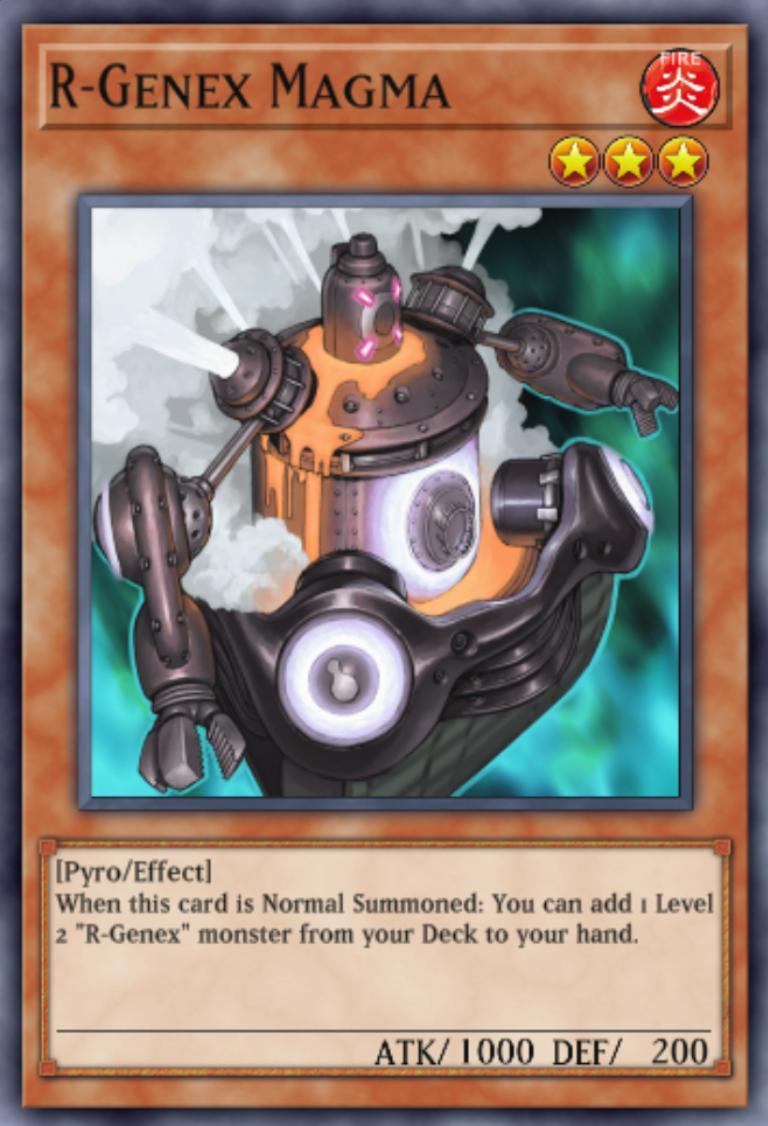 R-Genex Magma
FIRE
炎
[Pyro/Effect]
When this card is Normal Summoned: You can add 1 Level
2 "R-Genex" monster from your Deck to your hand.
ATK/ 1000 DEF/ 200